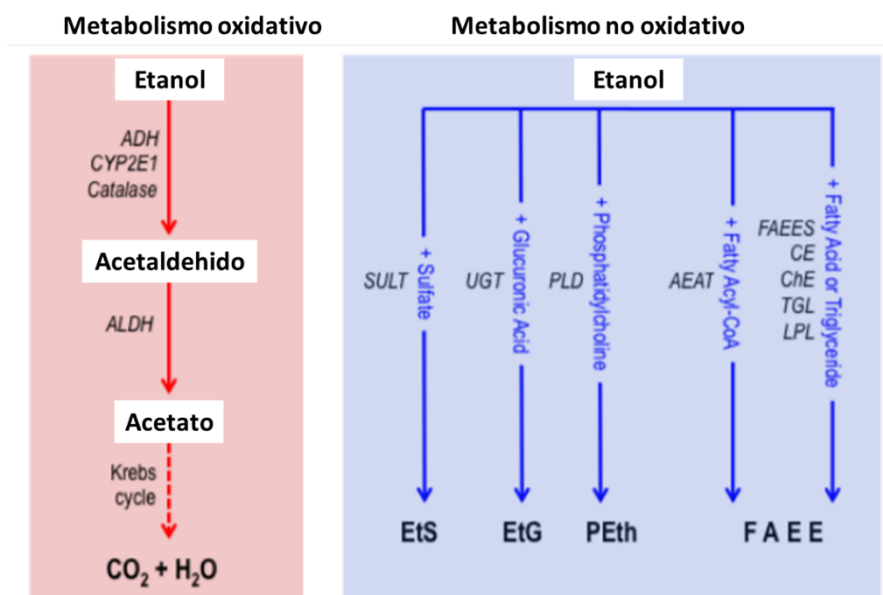 Metabolismo oxidativo
Metabolismo no oxidativo
Etanol
ADH
CYP2E1
Catalase
Acetaldehido
ALDH
Acetato
Krebs
cycle
CO₂ + H₂O
Etanol
SULT
+ Sulfate
UGT
+ Glucuronic Acid
PLD
+ Phosphatidylcholine
AEAT
+ Fatty Acyl-CoA
FAEES
CE
ChE
TGL
LPL
+ Fatty Acid or Triglyceride
EtS
EtG
PEth
F A E E